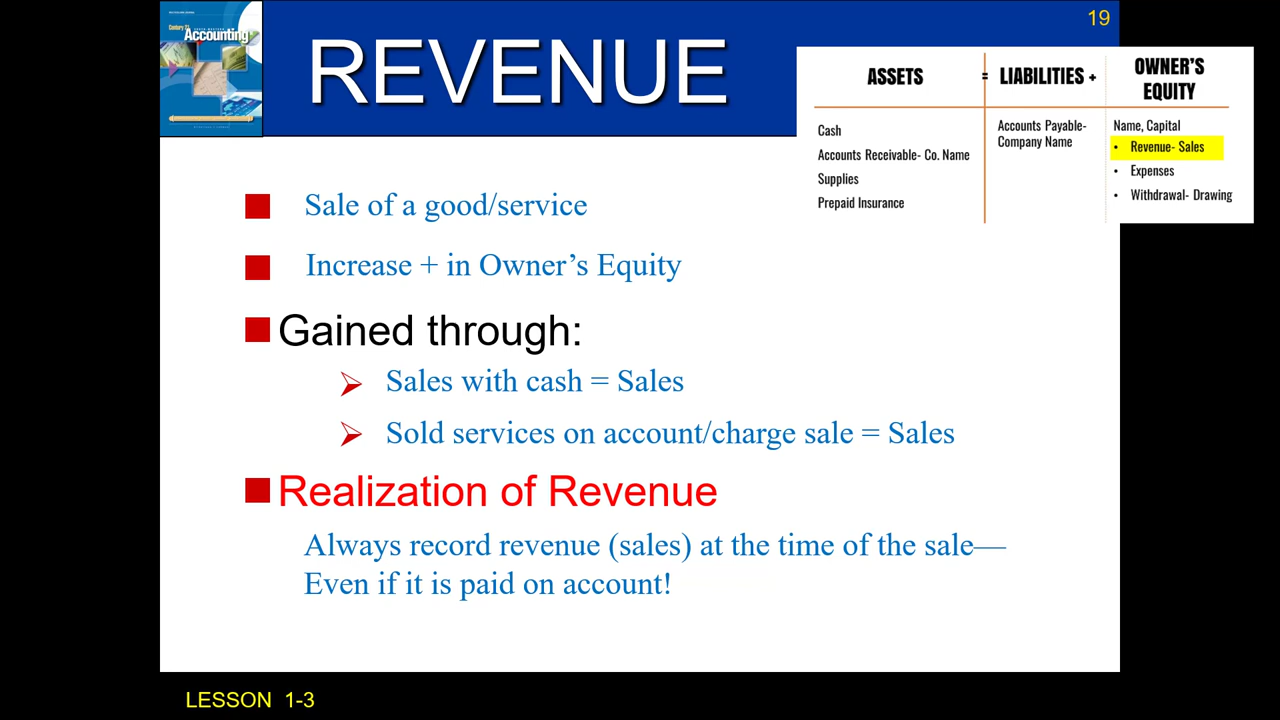 19
Century 21
Accounting
REVENUE
ASSETS = LIABILITIES + OWNER'S EQUITY
Cash
Accounts Receivable- Co. Name
Supplies
Prepaid Insurance
Accounts Payable-
Company Name
Name, Capital
• Revenue- Sales
• Expenses
• Withdrawal- Drawing
Sale of a good/service
Increase + in Owner's Equity
Gained through:
Sales with cash = Sales
Sold services on account/charge sale = Sales
Realization of Revenue
Always record revenue (sales) at the time of the sale—
Even if it is paid on account!
LESSON 1-3